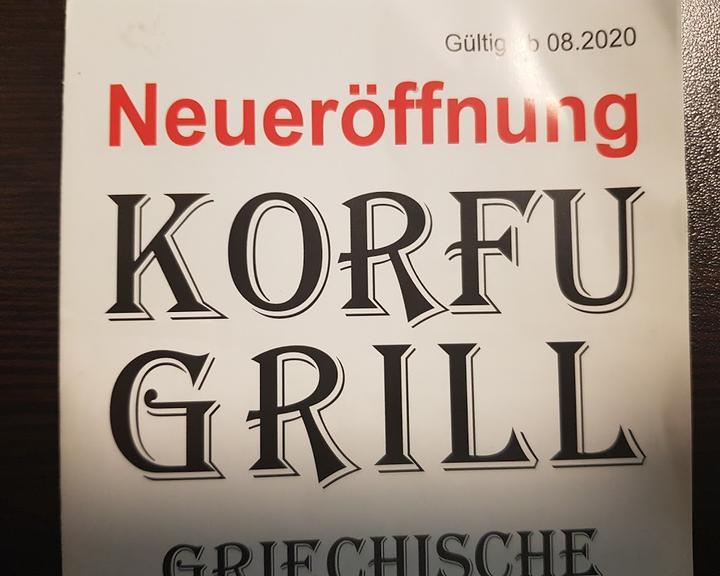 Gültig ab 08.2020
Neueröffnung
KORFU
GRILL
GRIECHISCHE